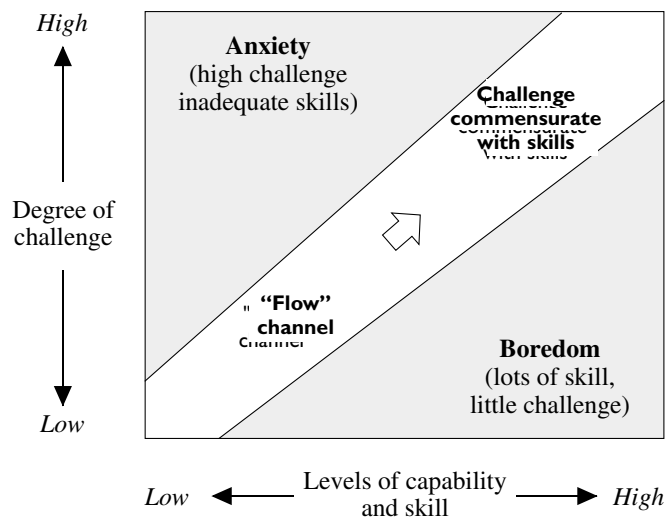 High
Anxiety
(high challenge
inadequate skills)
Challenge
commensurate
with skills
Degree of
challenge
"Flow"
channel
Boredom
(lots of skill,
little challenge)
Low
Low
Levels of capability
and skill
High